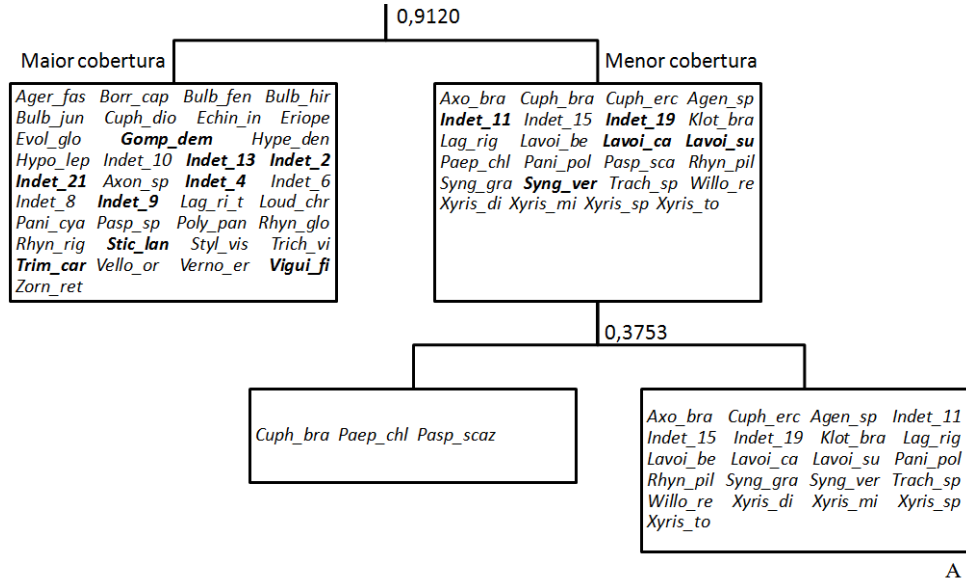 0,9120
Maior cobertura
Menor cobertura
Ager_fas Borr_cap Bulb_fen Bulb_hir
Bulb_jun Cuph_dio Echin_in Eriope
Evol_glo Gomp_dem Hype_den
Hypo_lep Indet_10 Indet_13 Indet_2
Indet_21 Axon_sp Indet_4 Indet_6
Indet_8 Indet_9 Lag_ri_t Loud_chr
Pani_cya Pasp_sp Poly_pan Rhyn_glo
Rhyn_rig Stic_lan Styl_vis Trich_vi
Trim_car Vello_or Verno_er Vigui_fi
Zorn_ret
Axo_bra Cuph_bra Cuph_erc Agen_sp
Indet_11 Indet_15 Indet_19 Klot_bra
Lag_rig Lavoi_be Lavoi_ca Lavoi_su
Paep_chl Pani_pol Pasp_sca Rhyn_pil
Syng_gra Syng_ver Trach_sp Willo_re
Xyris_di Xyris_mi Xyris_sp Xyris_to
0,3753
Cuph_bra Paep_chl Pasp_scaz
Axo_bra Cuph_erc Agen_sp Indet_11
Indet_15 Indet_19 Klot_bra Lag_rig
Lavoi_be Lavoi_ca Lavoi_su Pani_pol
Rhyn_pil Syng_gra Syng_ver Trach_sp
Willo_re Xyris_di Xyris_mi Xyris_sp
Xyris_to
A